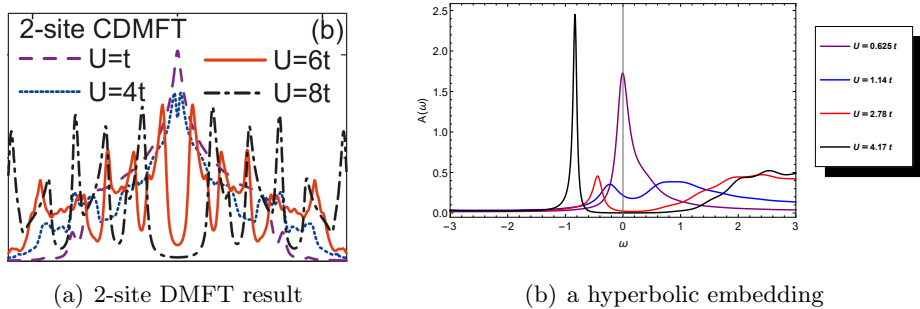 2-site CDMFT (b)
U=t U=6t
U=4t U=8t
A(ω)
2.5
2.0
1.5
1.0
0.5
0.0
-3 -2 -1 0 1 2 3
ω
U = 0.625 t
U = 1.14 t
U = 2.78 t
U = 4.17 t
(a) 2-site DMFT result
(b) a hyperbolic embedding